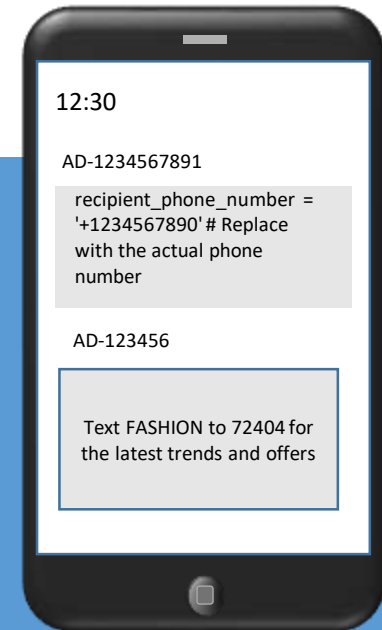 12:30
AD-1234567891
recipient_phone_number =
'+1234567890' # Replace
with the actual phone
number
AD-123456
Text FASHION to 72404 for
the latest trends and offers